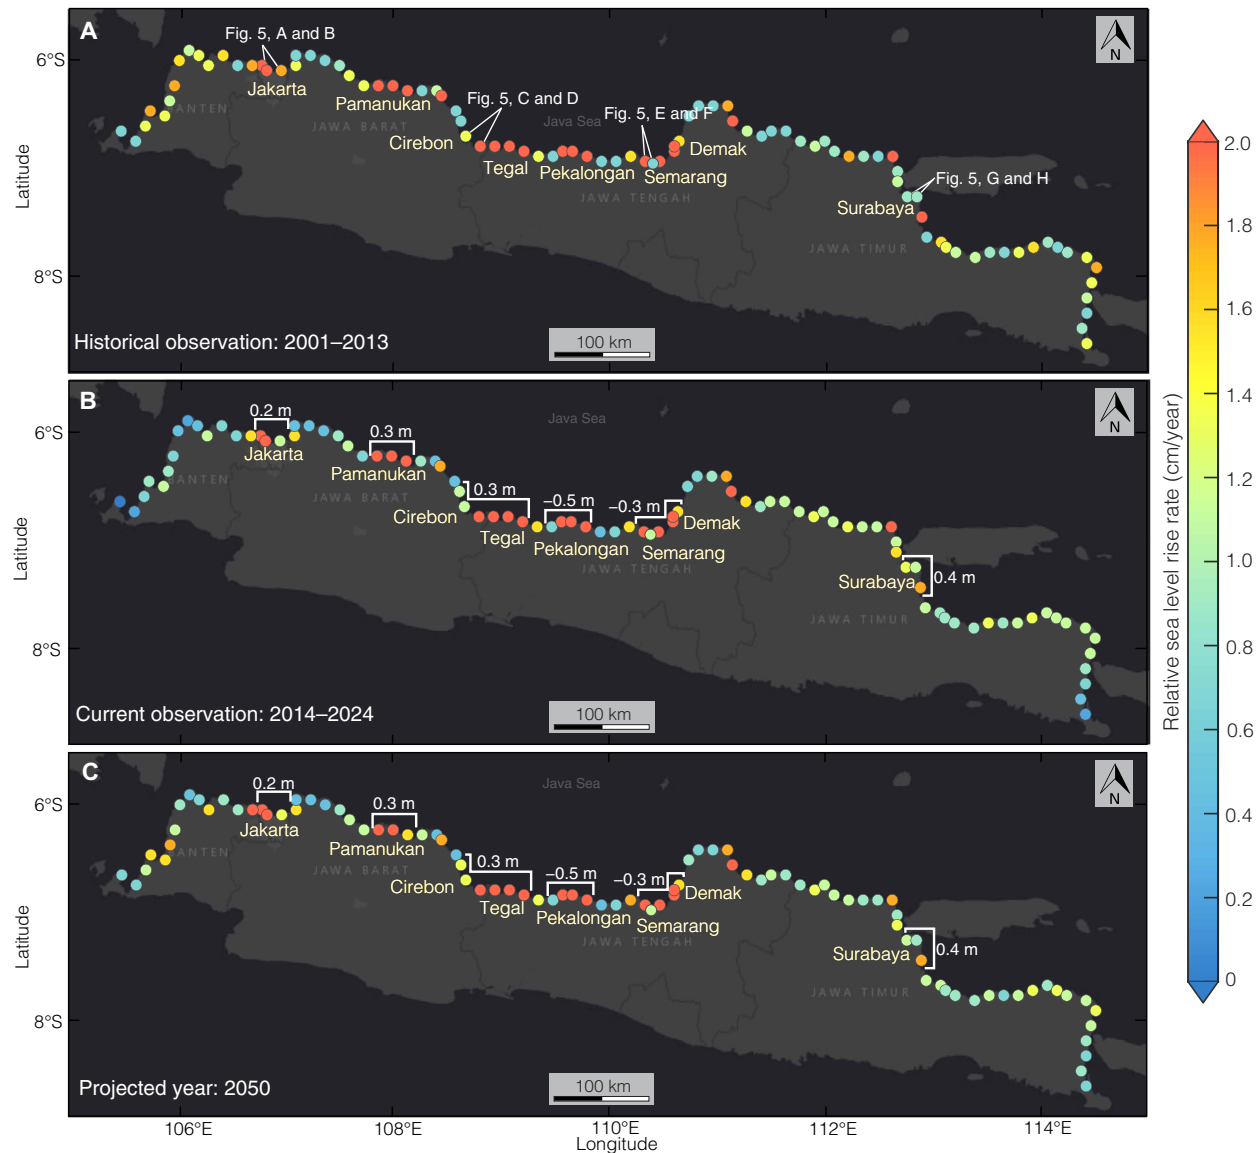 A
Fig. 5, A and B
N
6°S
Jakarta
BANTEN
Pamanukan
Fig. 5, C and D
JAWA BARAT
Java Sea
Fig. 5, E and F
Cirebon
Demak
Tegal
Pekalongan
Semarang
Fig. 5, G and H
JAWA TENGAH
Surabaya
JAWA TIMUR
8°S
Latitude
Historical observation: 2001–2013
100 km
B
0.2 m
Java Sea
N
6°S
0.3 m
Jakarta
Pamanukan
BANTEN
JAWA BARAT
0.3 m
−0.5 m
−0.3 m
Cirebon
Demak
Tegal
Pekalongan
Semarang
JAWA TENGAH
Surabaya
0.4 m
JAWA TIMUR
8°S
Latitude
Current observation: 2014–2024
100 km
C
0.2 m
Java Sea
N
6°S
0.3 m
Jakarta
Pamanukan
BANTEN
JAWA BARAT
0.3 m
−0.5 m
−0.3 m
Cirebon
Demak
Tegal
Pekalongan
Semarang
JAWA TENGAH
Surabaya
0.4 m
JAWA TIMUR
8°S
Latitude
Projected year: 2050
100 km
106°E
108°E
110°E
112°E
114°E
Longitude
Relative sea level rise rate (cm/year)
2.0
1.8
1.6
1.4
1.2
1.0
0.8
0.6
0.4
0.2
0